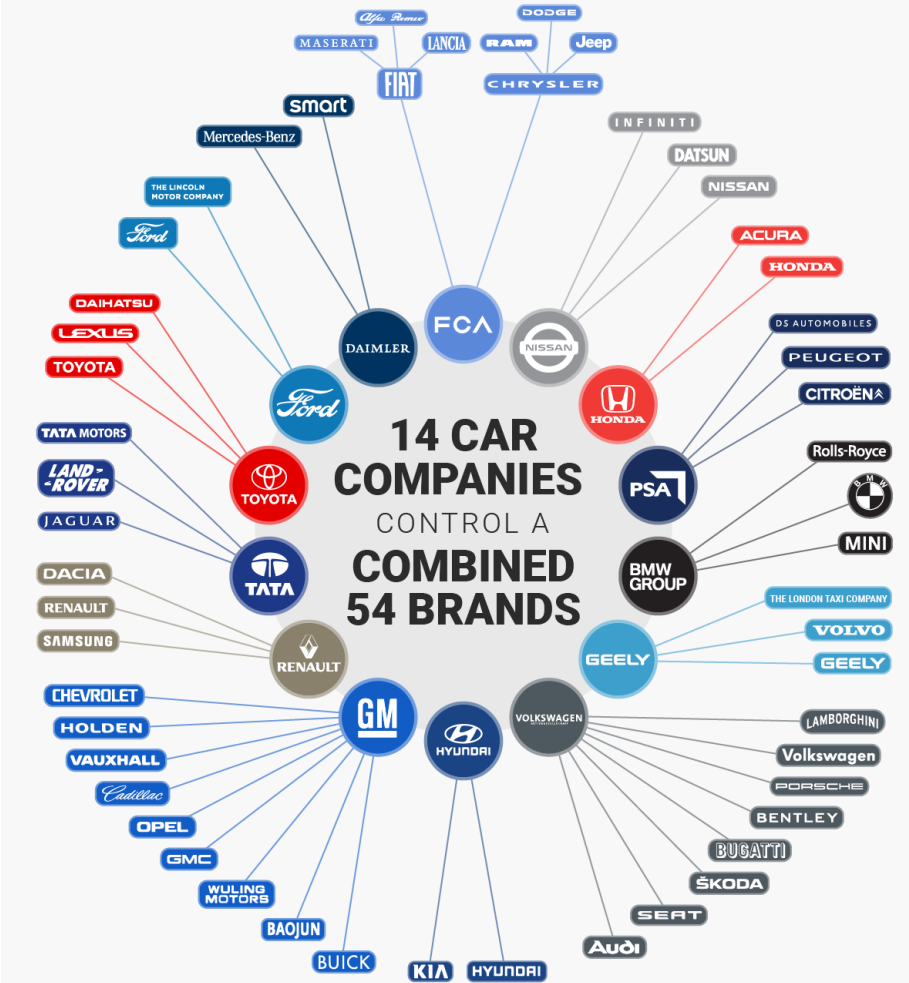 DODGE
Alfa Romeo
MASERATI
LANCIA
RAM
Jeep
FIAT
CHRYSLER
smart
Mercedes-Benz
INFINITI
DATSUN
NISSAN
THE LINCOLN
MOTOR COMPANY
Ford
ACURA
HONDA
DAIHATSU
LEXUS
TOYOTA
DAIMLER
FCA
NISSAN
DS AUTOMOBILES
PEUGEOT
CITROËN
Ford
HONDA
14 CAR
COMPANIES
CONTROL A
COMBINED
54 BRANDS
TATA MOTORS
LAND-
-ROVER
JAGUAR
TOYOTA
PSA
Rolls-Royce
BMW
MINI
TATA
BMW
GROUP
DACIA
RENAULT
SAMSUNG
RENAULT
GEELY
THE LONDON TAXI COMPANY
VOLVO
GEELY
GM
HYUNDAI
VOLKSWAGEN
CHEVROLET
HOLDEN
VAUXHALL
Cadillac
OPEL
GMC
WULING
MOTORS
BAOJUN
BUICK
KIA
HYUNDAI
LAMBORGHINI
Volkswagen
PORSCHE
BENTLEY
BUGATTI
ŠKODA
SEAT
Audi